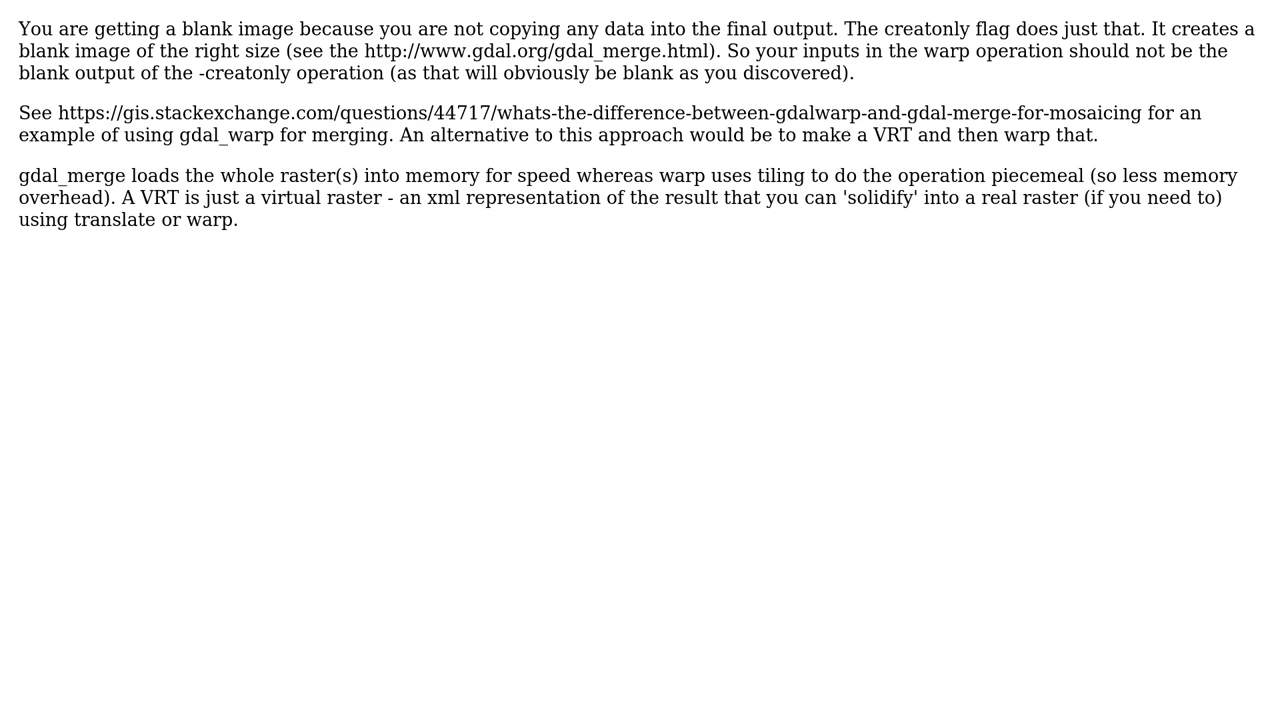 You are getting a blank image because you are not copying any data into the final output. The creatonly flag does just that. It creates a
blank image of the right size (see the http://www.gdal.org/gdal_merge.html). So your inputs in the warp operation should not be the
blank output of the -creatonly operation (as that will obviously be blank as you discovered).
See https://gis.stackexchange.com/questions/44717/whats-the-difference-between-gdalwarp-and-gdal-merge-for-mosaicing for an
example of using gdal_warp for merging. An alternative to this approach would be to make a VRT and then warp that.
gdal_merge loads the whole raster(s) into memory for speed whereas warp uses tiling to do the operation piecemeal (so less memory
overhead). A VRT is just a virtual raster - an xml representation of the result that you can 'solidify' into a real raster (if you need to)
using translate or warp.